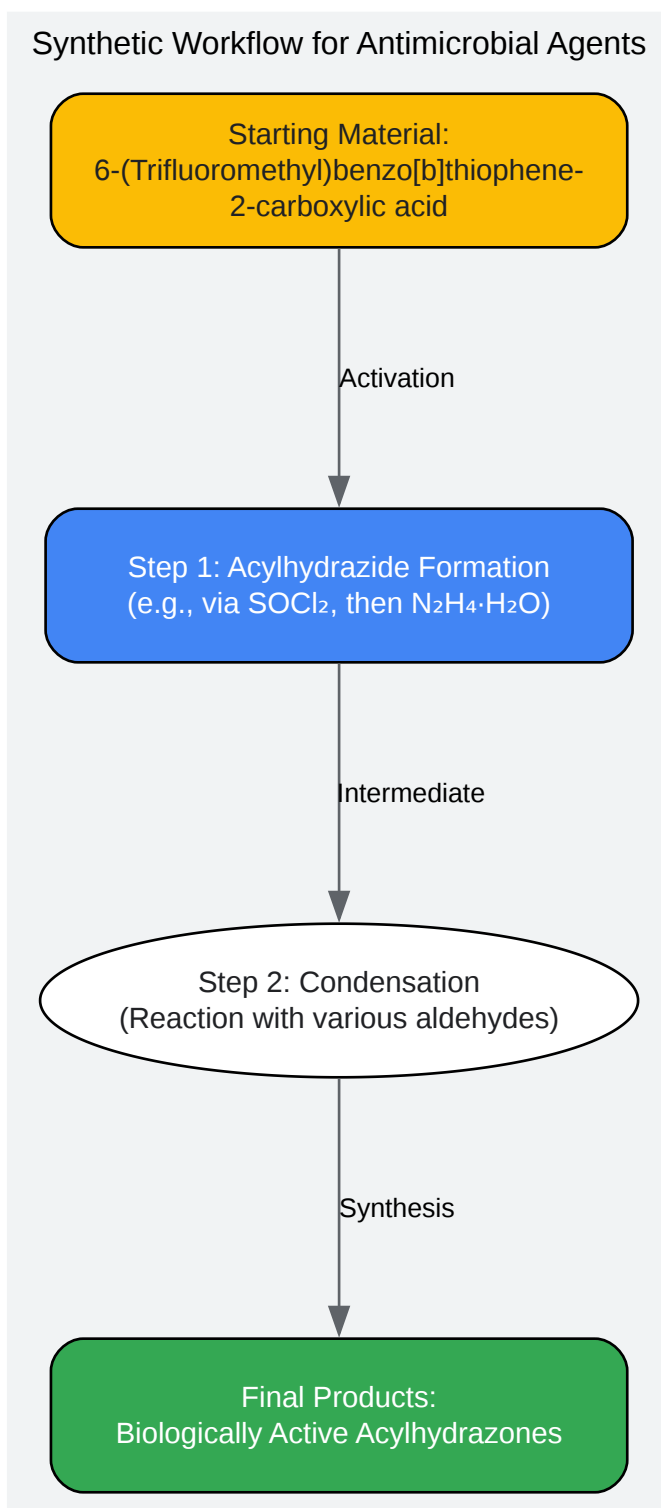 Synthetic Workflow for Antimicrobial Agents
Starting Material:
6-(Trifluoromethyl)benzo[b]thiophene-
2-carboxylic acid
Activation
Step 1: Acylhydrazide Formation
(e.g., via SOCl₂, then N₂H₄·H₂O)
Intermediate
Step 2: Condensation
(Reaction with various aldehydes)
Synthesis
Final Products:
Biologically Active Acylhydrazones